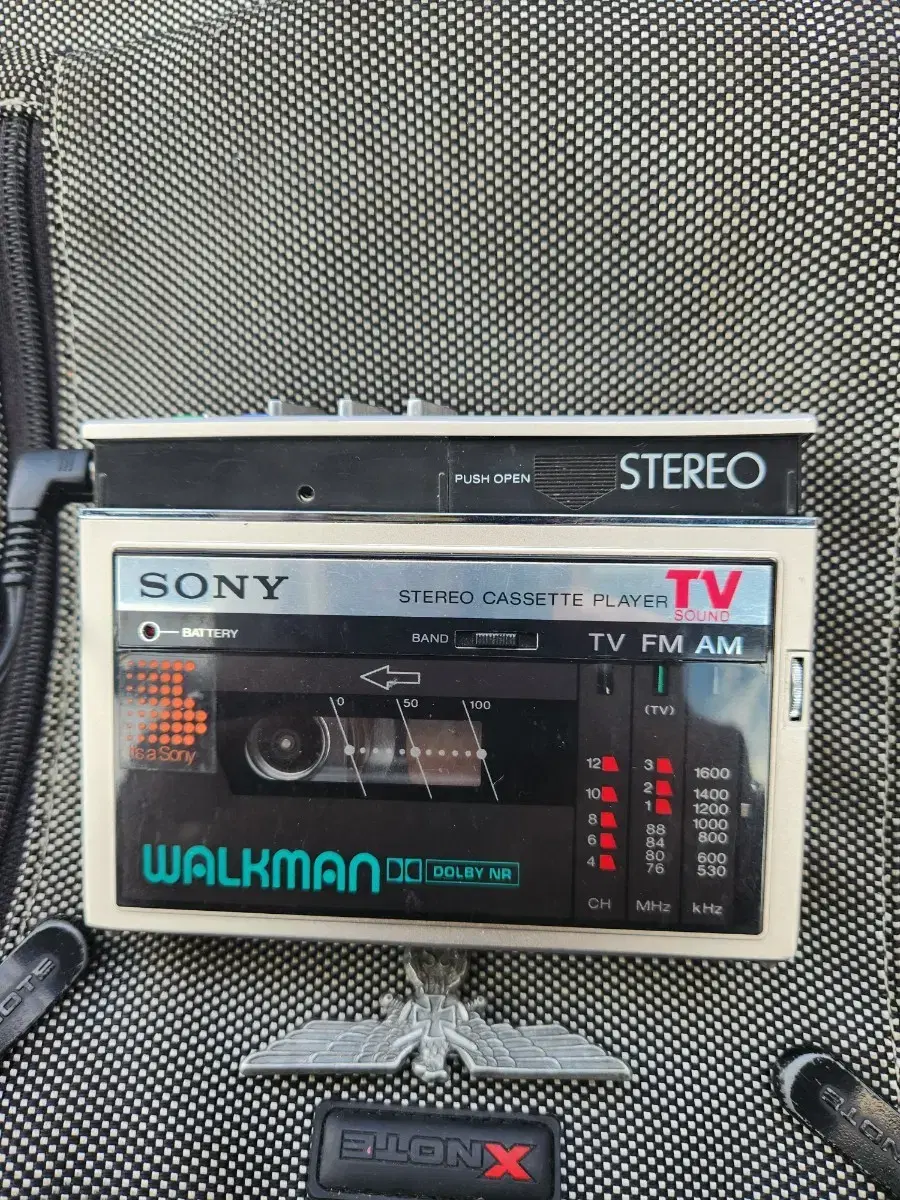 PUSH OPEN STEREO
SONY
STEREO CASSETTE PLAYER TV
SOUND
BATTERY
BAND TV FM AM
It's a Sony
0 50 100
(TV)
12 3 1600
10 2 1400
1 1200
8 88 1000
6 84 800
80 600
4 76 530
WALKMAN DOLBY NR
CH MHz kHz
XNOTE